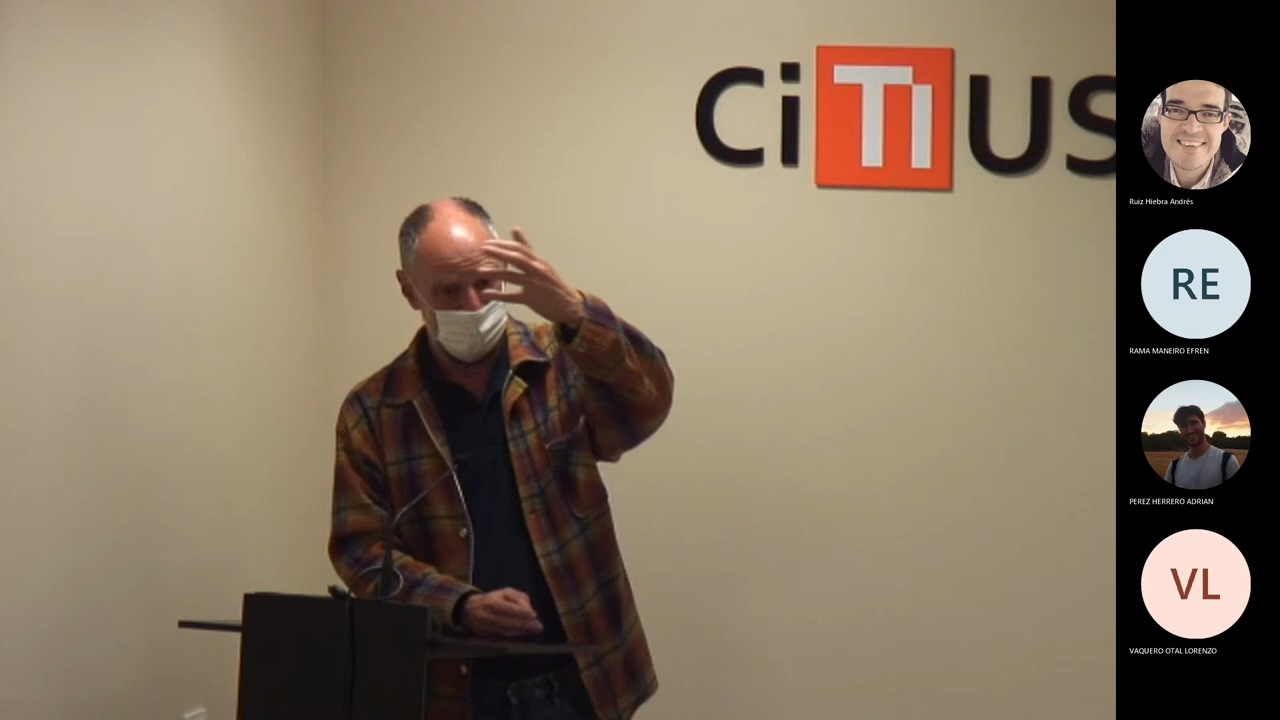 CiTIUS
Ruiz Hiebra Andrés
RE
RAMA MANEIRO EFREN
PEREZ HERRERO ADRIAN
VL
VAQUERO OTAL LORENZO